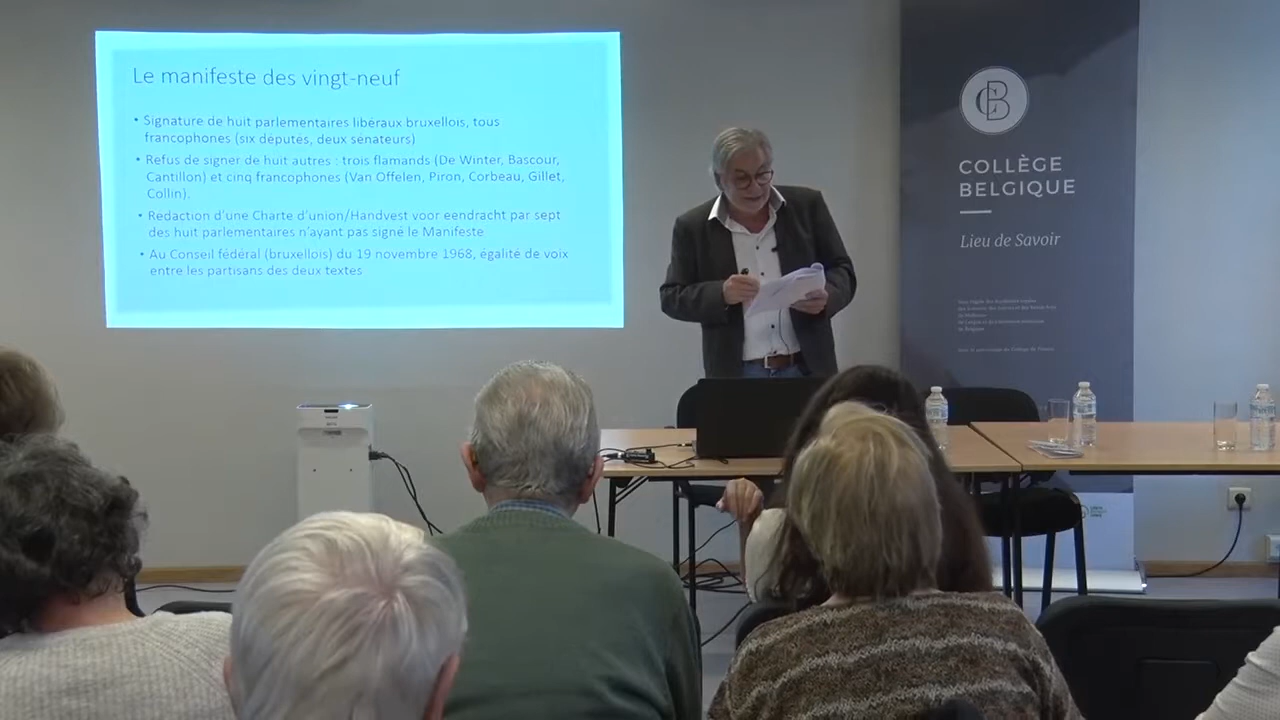 Le manifeste des vingt-neuf
• Signature de huit parlementaires libéraux bruxellois, tous
francophones (six députés, deux sénateurs)
• Refus de signer de huit autres : trois flamands (De Winter, Bascour,
Cantillon) et cinq francophones (Van Offelen, Piron, Corbeau, Gillet,
Collin).
• Redaction d'une Charte d'union/Handvest voor eendracht par sept
des huit parlementaires n'ayant pas signé le Manifeste
• Au Conseil fédéral (bruxellois) du 19 novembre 1968, égalité de voix
entre les partisans des deux textes
CB
COLLÈGE
BELGIQUE
Lieu de Savoir